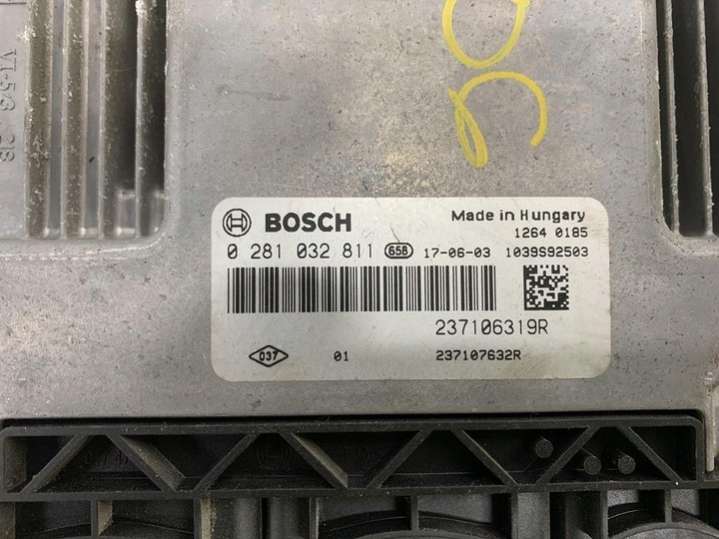 BOSCH
Made in Hungary
1264 0185
0 281 032 811 658 17-06-03 1039S92503
237106319R
037 01 237107632R